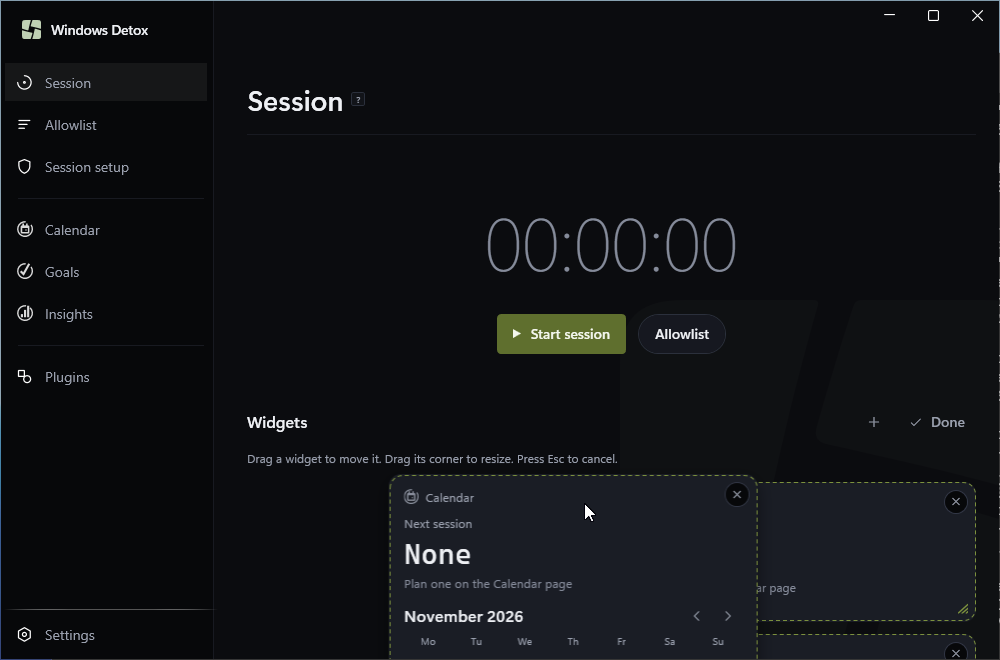 Windows Detox
Session
Allowlist
Session setup
Calendar
Goals
Insights
Plugins
Settings
Session ?
00:00:00
Start session
Allowlist
Widgets
Done
Drag a widget to move it. Drag its corner to resize. Press Esc to cancel.
Calendar
Next session
None
Plan one on the Calendar page
November 2026
Mo Tu We Th Fr Sa Su
page